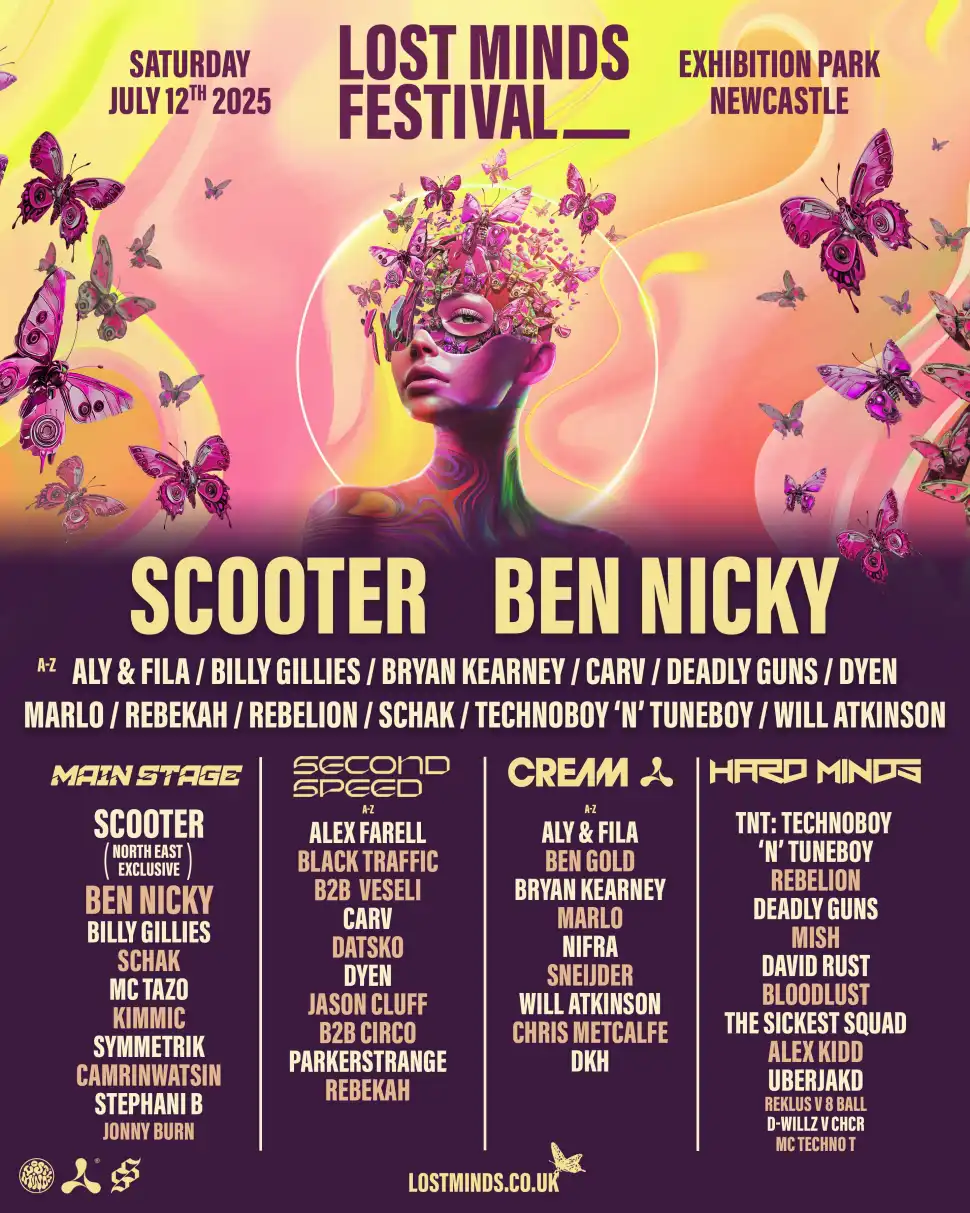 SATURDAY
JULY 12TH 2025
LOST MINDS
FESTIVAL
EXHIBITION PARK
NEWCASTLE
SCOOTER BEN NICKY
A-Z ALY & FILA / BILLY GILLIES / BRYAN KEARNEY / CARV / DEADLY GUNS / DYEN
MARLO / REBEKAH / REBELION / SCHAK / TECHNOBOY ‘N’ TUNEBOY / WILL ATKINSON
MAIN STAGE
SCOOTER
(NORTH EAST
EXCLUSIVE)
BEN NICKY
BILLY GILLIES
SCHAK
MC TAZO
KIMMIC
SYMMETRIK
CAMRINWATSIN
STEPHANI B
JONNY BURN
SECOND
SPEED
A-Z
ALEX FARELL
BLACK TRAFFIC
B2B VESELI
CARV
DATSKO
DYEN
JASON CLUFF
B2B CIRCO
PARKERSTRANGE
REBEKAH
CREAM
A-Z
ALY & FILA
BEN GOLD
BRYAN KEARNEY
MARLO
NIFRA
SNEIJDER
WILL ATKINSON
CHRIS METCALFE
DKH
HARD MINDS
TNT: TECHNOBOY
‘N’ TUNEBOY
REBELION
DEADLY GUNS
MISH
DAVID RUST
BLOODLUST
THE SICKEST SQUAD
ALEX KIDD
UBERJAKD
REKLUS V 8 BALL
D-WILLZ V CHCR
MC TECHNO T
LOST
MINDS
®
LOSTMINDS.CO.UK